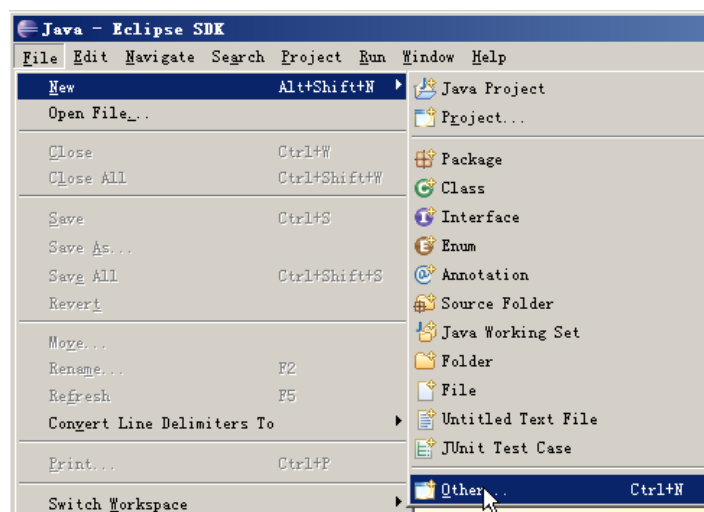 Java - Eclipse SDK
File Edit Navigate Search Project Run Window Help
New Alt+Shift+N
Open File...
Close Ctrl+W
Close All Ctrl+Shift+W
Save Ctrl+S
Save As...
Save All Ctrl+Shift+S
Revert
Move...
Rename... F2
Refresh F5
Convert Line Delimiters To
Print... Ctrl+P
Switch Workspace
Java Project
Project...
Package
Class
Interface
Enum
Annotation
Source Folder
Java Working Set
Folder
File
Untitled Text File
JUnit Test Case
Other... Ctrl+N